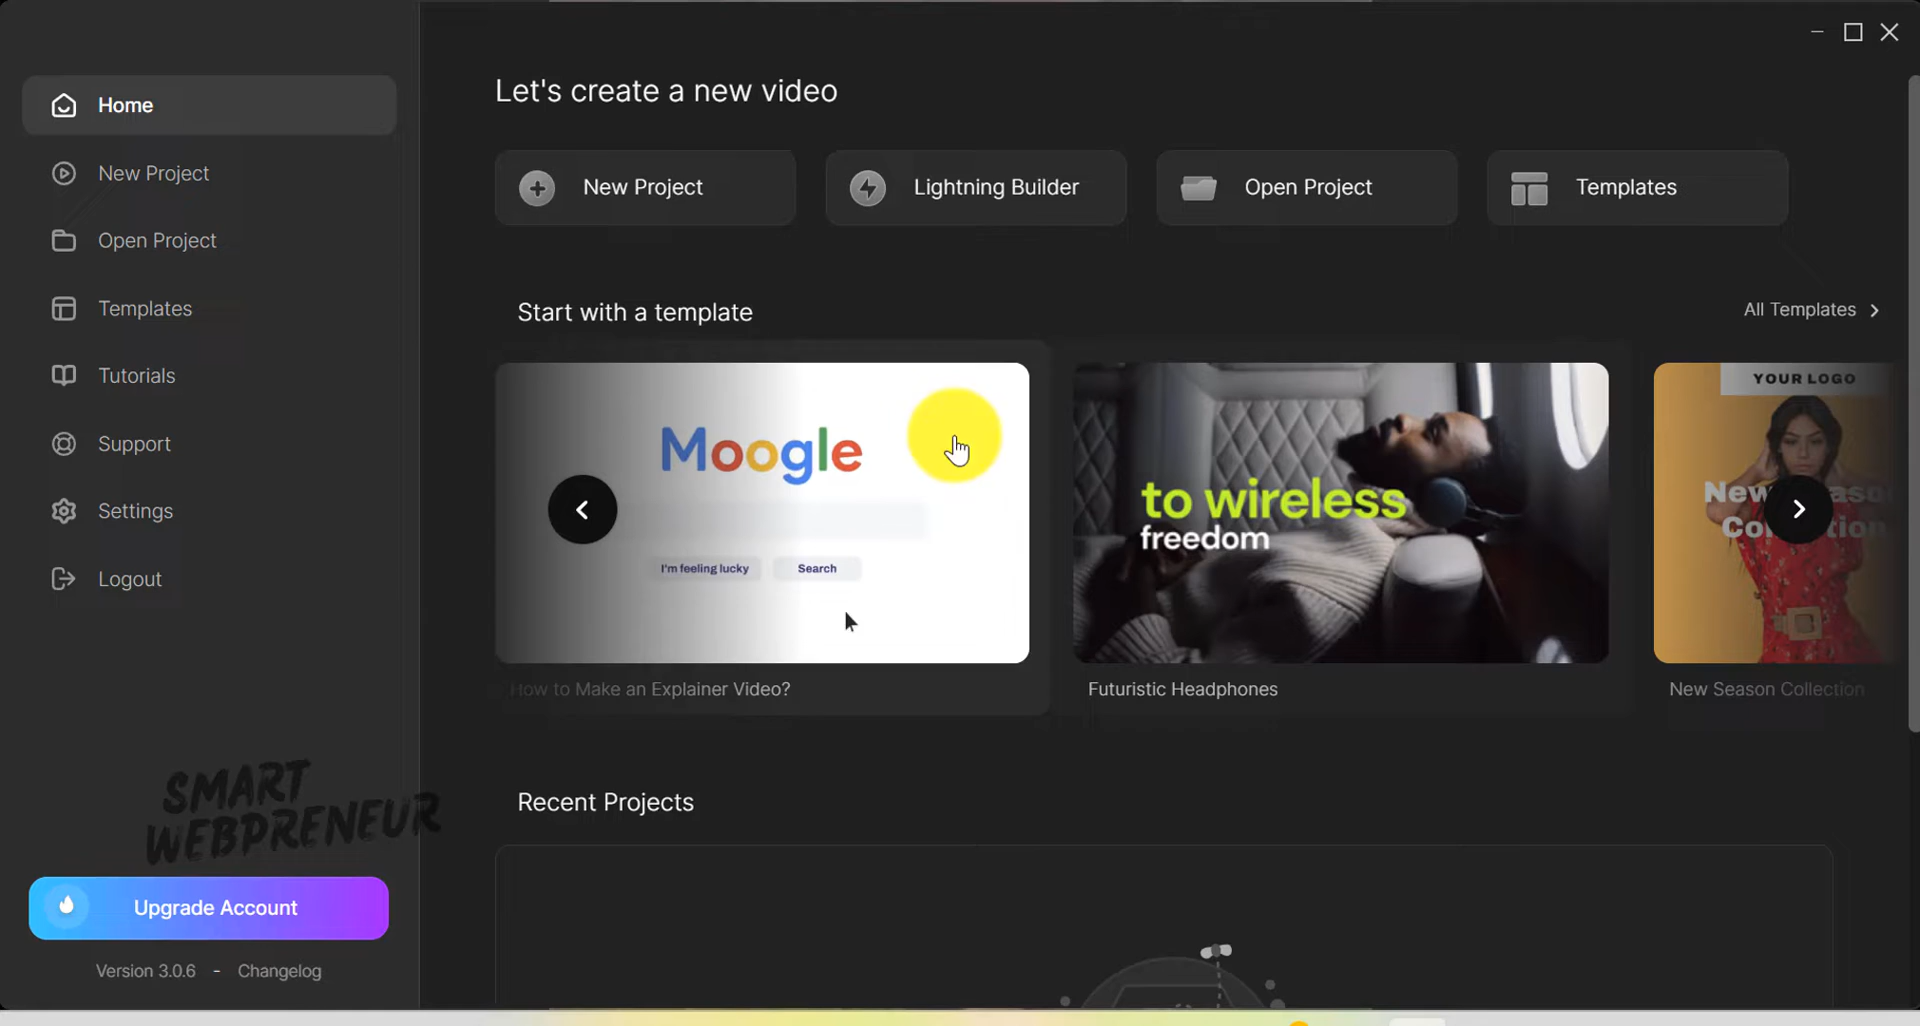 Home
New Project
Open Project
Templates
Tutorials
Support
Settings
Logout
SMART
WEBPRENEUR
Upgrade Account
Version 3.0.6 - Changelog
Let's create a new video
New Project
Lightning Builder
Open Project
Templates
Start with a template
All Templates
Moogle
I'm feeling lucky
Search
How to Make an Explainer Video?
to wireless
freedom
Futuristic Headphones
YOUR LOGO
New
New Season Collection
Recent Projects